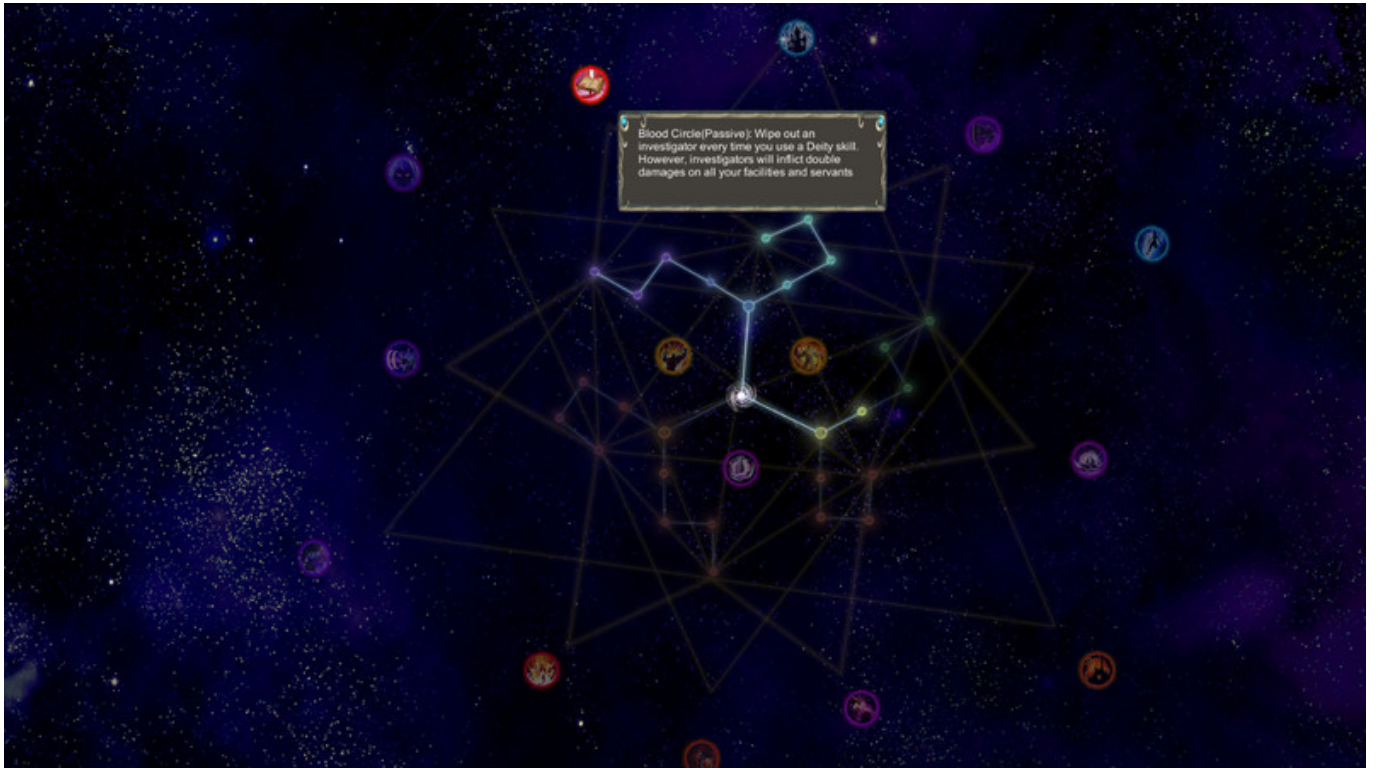 Blood Circle(Passive): Wipe out an
investigator every time you use a Deity skill.
However, investigators will inflict double
damages on all your facilities and servants